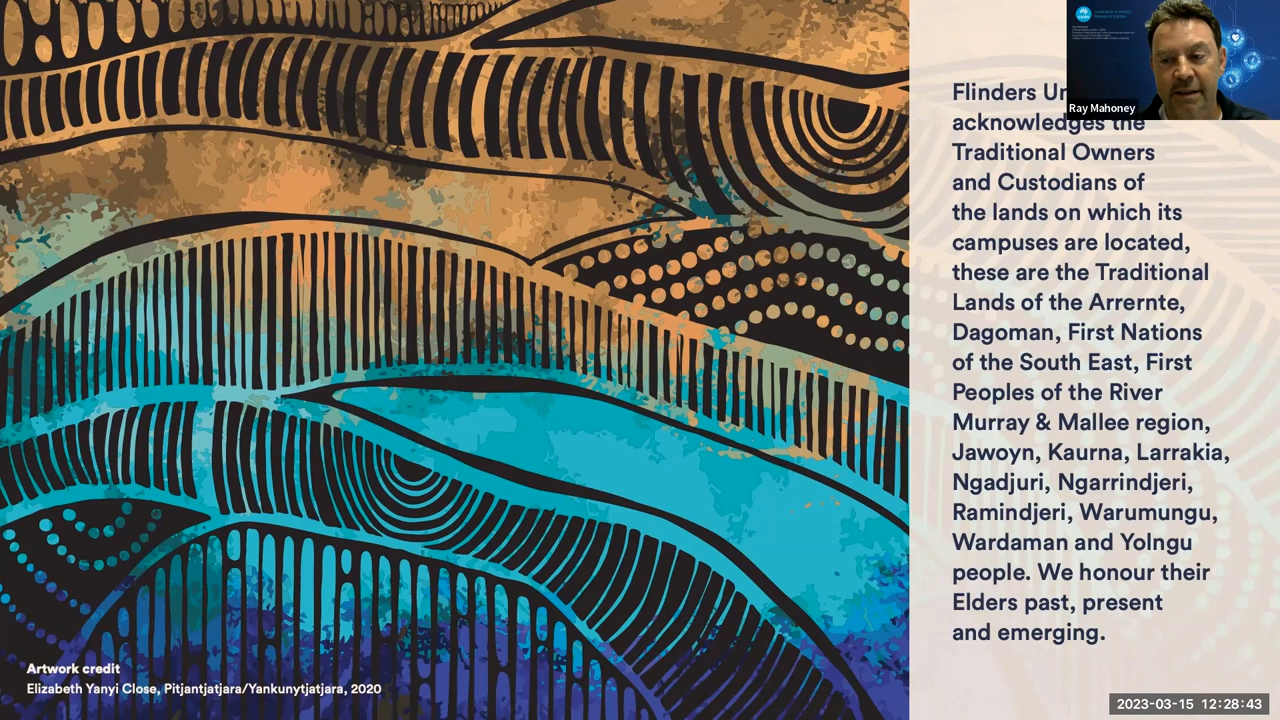 Flinders
acknowledges the
Traditional Owners
and Custodians of
the lands on which its
campuses are located,
these are the Traditional
Lands of the Arrernte,
Dagoman, First Nations
of the South East, First
Peoples of the River
Murray & Mallee region,
Jawoyn, Kaurna, Larrakia,
Ngadjuri, Ngarrindjeri,
Ramindjeri, Warumungu,
Wardaman and Yolngu
people. We honour their
Elders past, present
and emerging.
Ray Mahoney
Artwork credit
Elizabeth Yanyi Close, Pitjantjatjara/Yankunytjatjara, 2020
2023-03-15 12:28:43